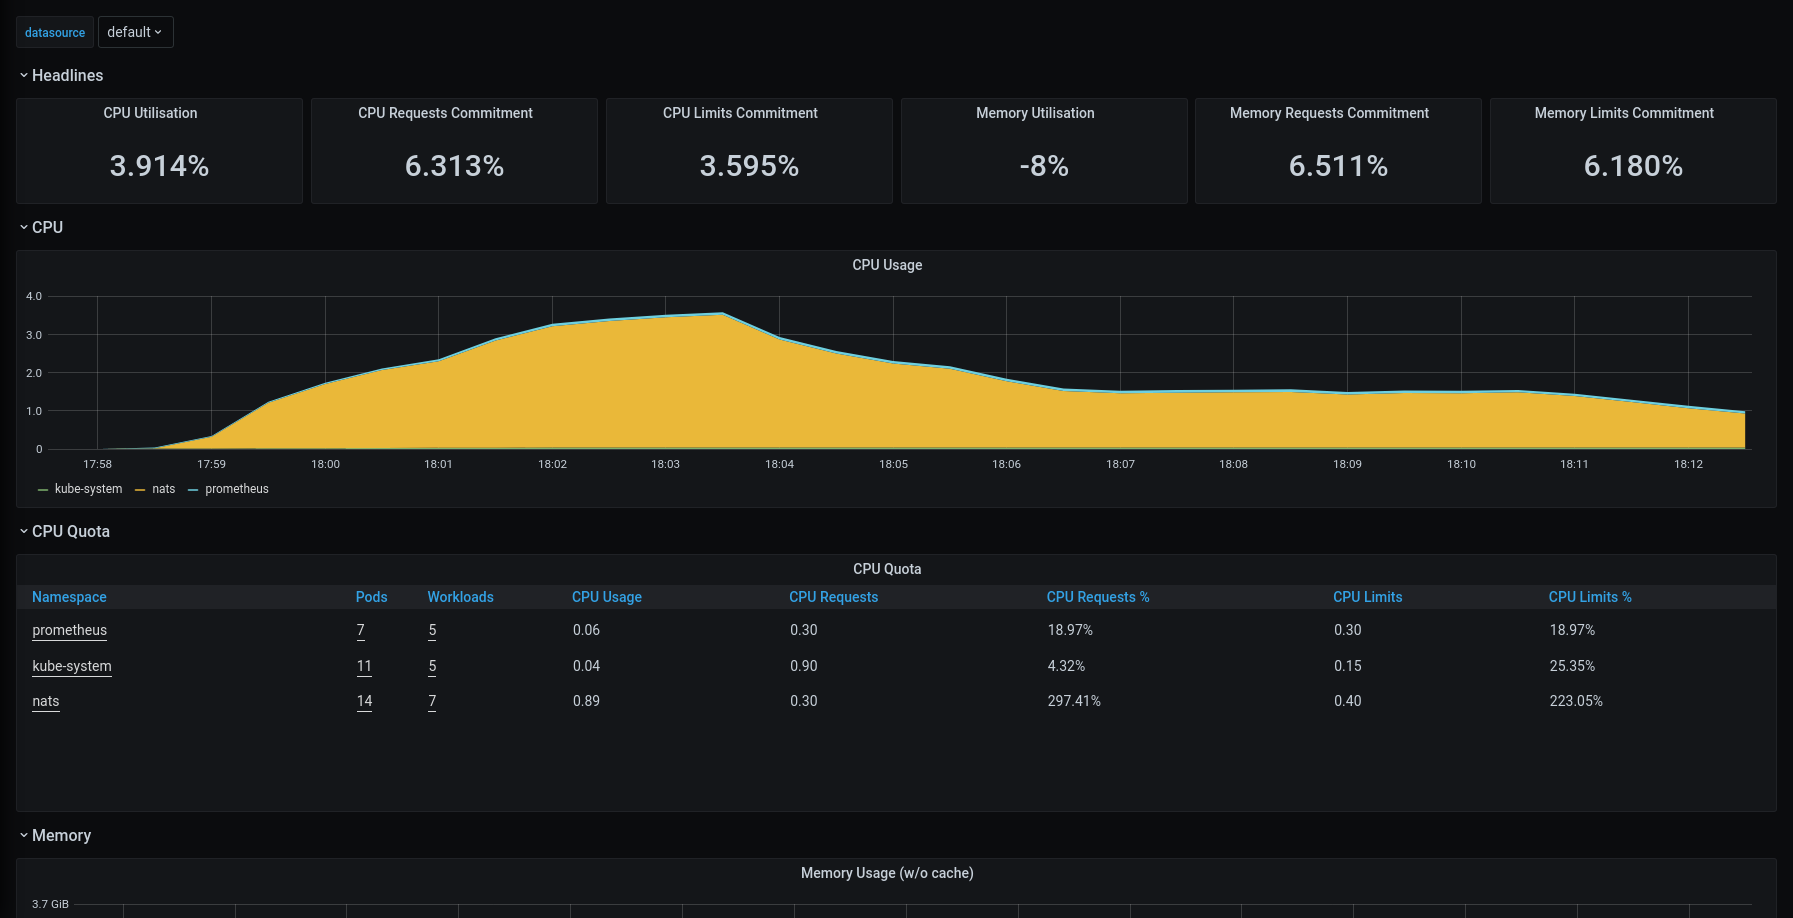 datasource default
Headlines
CPU Utilisation CPU Requests Commitment CPU Limits Commitment Memory Utilisation Memory Requests Commitment Memory Limits Commitment
3.914% 6.313% 3.595% -8% 6.511% 6.180%
CPU
CPU Usage
4.0
3.0
2.0
1.0
0
17:58 17:59 18:00 18:01 18:02 18:03 18:04 18:05 18:06 18:07 18:08 18:09 18:10 18:11 18:12
kube-system nats prometheus
CPU Quota
CPU Quota
Namespace Pods Workloads CPU Usage CPU Requests CPU Requests % CPU Limits CPU Limits %
prometheus 7 5 0.06 0.30 18.97% 0.30 18.97%
kube-system 11 5 0.04 0.90 4.32% 0.15 25.35%
nats 14 7 0.89 0.30 297.41% 0.40 223.05%
Memory
Memory Usage (w/o cache)
3.7 GiB